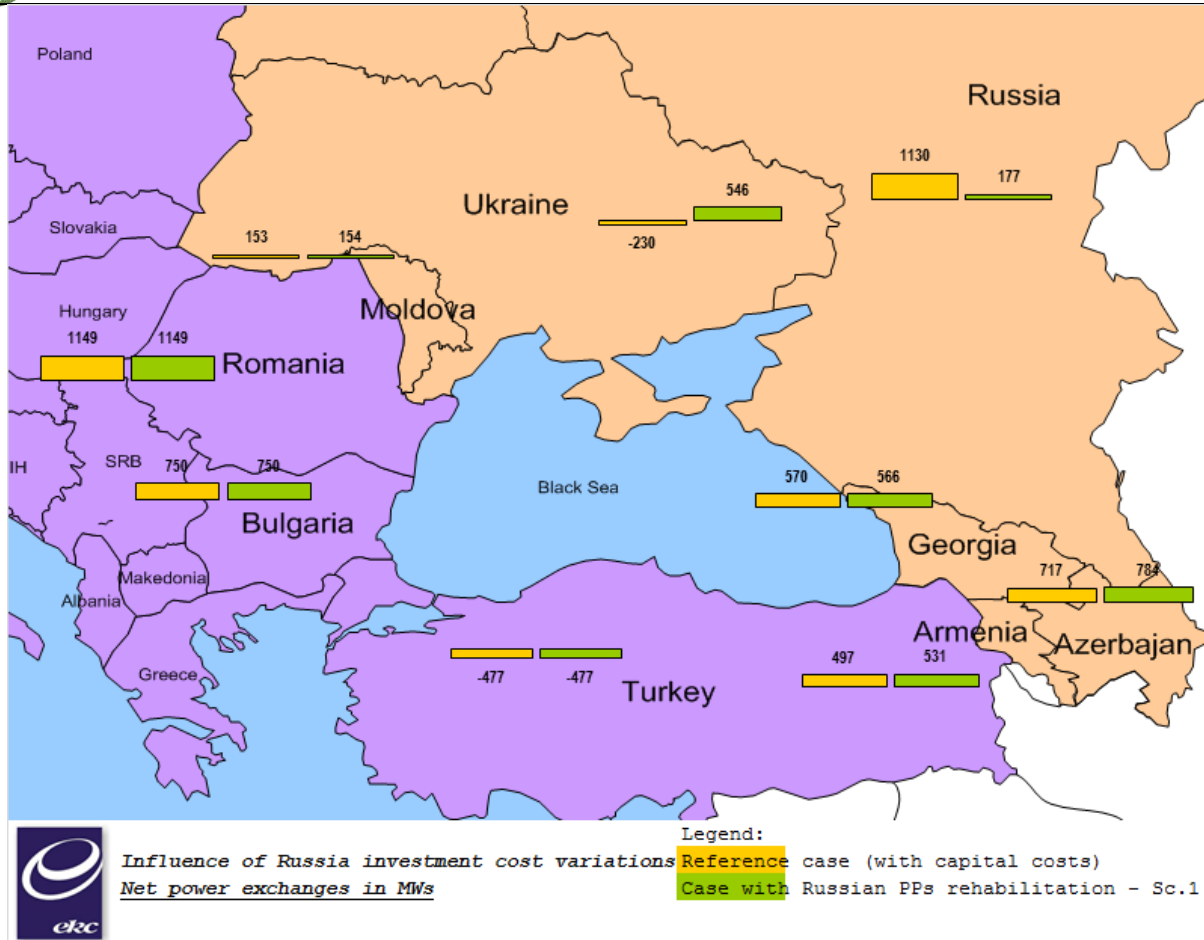 Poland
Russia
1130
177
Ukraine
546
-230
Slovakia
153
154
Hungary
Moldova
1149
1149
Romania
SRB
750
750
IH
Black Sea
570
566
Bulgaria
Georgia
717
784
Makedonia
Albania
Armenia
Azerbajan
497
531
Greece
-477
-477
Turkey
Legend:
Influence of Russia investment cost variations
Reference case (with capital costs)
Net power exchanges in MWs
Case with Russian PPs rehabilitation - Sc.1
ekc